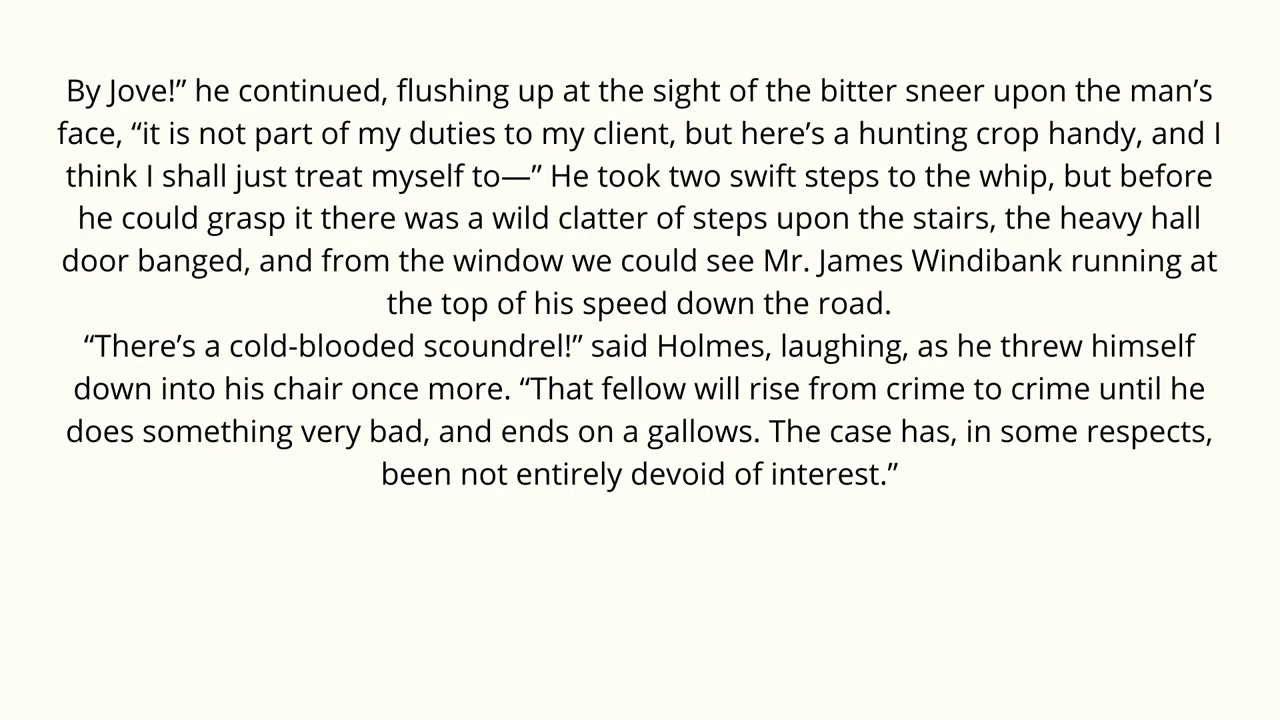 By Jove!” he continued, flushing up at the sight of the bitter sneer upon the man’s
face, “it is not part of my duties to my client, but here’s a hunting crop handy, and I
think I shall just treat myself to—” He took two swift steps to the whip, but before
he could grasp it there was a wild clatter of steps upon the stairs, the heavy hall
door banged, and from the window we could see Mr. James Windibank running at
the top of his speed down the road.
“There’s a cold-blooded scoundrel!” said Holmes, laughing, as he threw himself
down into his chair once more. “That fellow will rise from crime to crime until he
does something very bad, and ends on a gallows. The case has, in some respects,
been not entirely devoid of interest.”